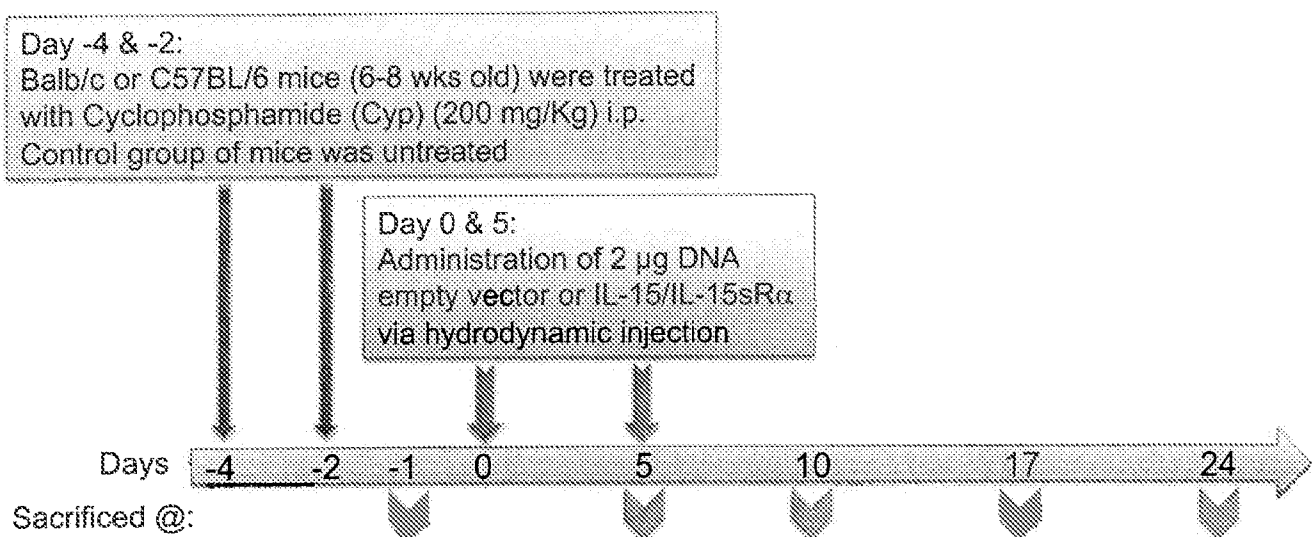 Day -4 & -2:
Balb/c or C57BL/6 mice (6-8 wks old) were treated
with Cyclophosphamide (Cyp) (200 mg/Kg) i.p.
Control group of mice was untreated
Day 0 & 5:
Administration of 2 µg DNA
empty vector or IL-15/IL-15sRα
via hydrodynamic injection
Days -4 -2 -1 0 5 10 17 24
Sacrificed @: